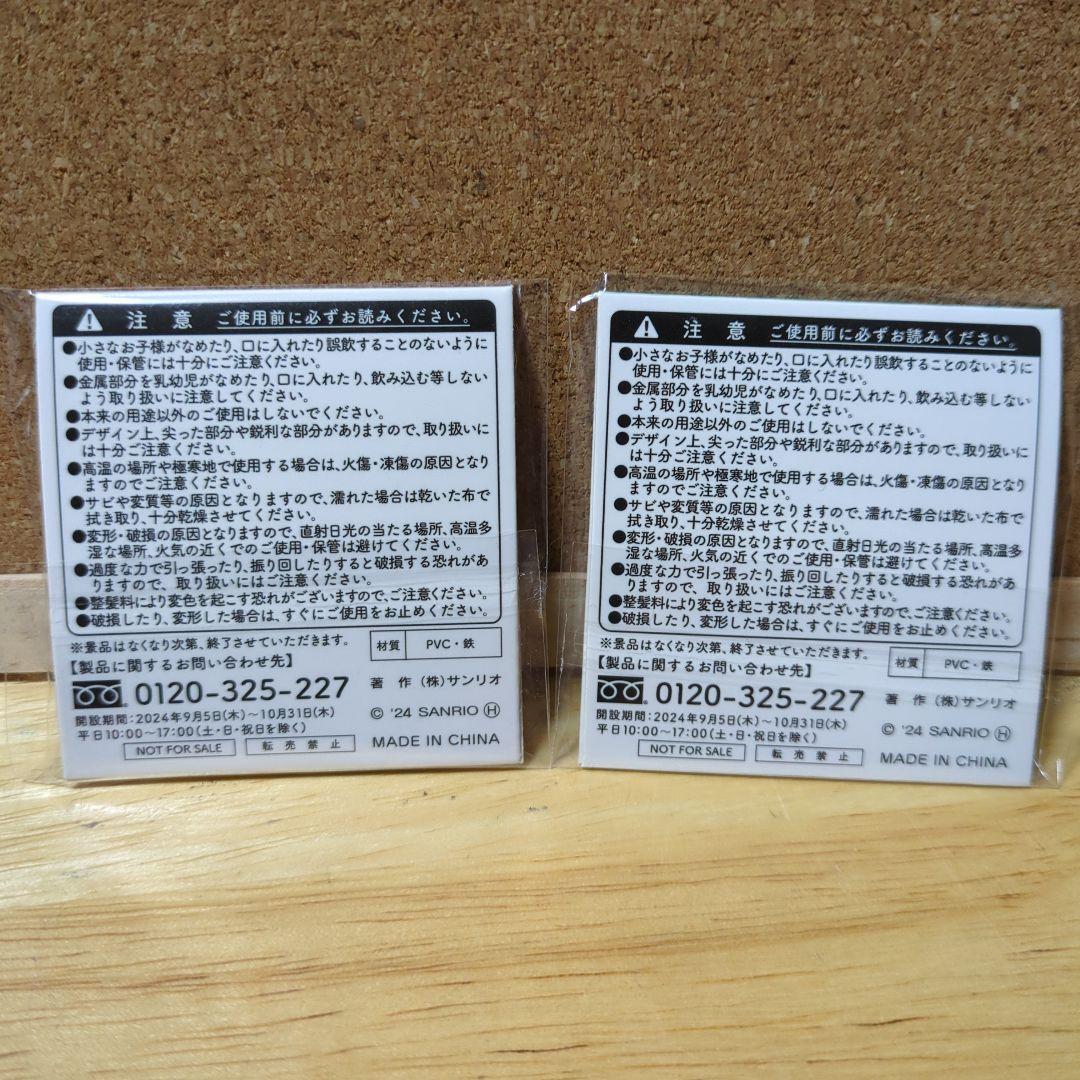 注意 ご使用前に必ずお読みください。
●小さなお子様がなめたり、口に入れたり誤飲することのないように
使用・保管には十分にご注意ください。
●金属部分を乳幼児がなめたり、口に入れたり、飲み込む等しない
よう取り扱いに注意してください。
●本来の用途以外のご使用はしないでください。
●デザイン上、尖った部分や鋭利な部分がありますので、取り扱いに
は十分ご注意ください。
●高温の場所や極寒地で使用する場合は、火傷・凍傷の原因となり
ますのでご注意ください。
●サビや変質等の原因となりますので、濡れた場合は乾いた布で
拭き取り、十分乾燥させてください。
●変形・破損の原因となりますので、直射日光の当たる場所、高温多
湿な場所、火気の近くでのご使用・保管は避けてください。
●過度な力で引っ張ったり、振り回したりすると破損する恐れがあ
りますので、取り扱いにはご注意ください。
●整髪料により変色を起こす恐れがございますので、ご注意ください。
●破損したり、変形した場合は、すぐにご使用をお止めください。
※景品はなくなり次第、終了させていただきます。
材質 PVC・鉄
【製品に関するお問い合わせ先】
0120-325-227
著作（株）サンリオ
開設期間:2024年9月5日(木)〜10月31日(木)
© '24 SANRIO Ⓗ
平日10:00〜17:00(土・日・祝日を除く)
NOT FOR SALE 転売禁止
MADE IN CHINA
注意 ご使用前に必ずお読みください。
●小さなお子様がなめたり、口に入れたり誤飲することのないように
使用・保管には十分にご注意ください。
●金属部分を乳幼児がなめたり、口に入れたり、飲み込む等しない
よう取り扱いに注意してください。
●本来の用途以外のご使用はしないでください。
●デザイン上、尖った部分や鋭利な部分がありますので、取り扱いに
は十分ご注意ください。
●高温の場所や極寒地で使用する場合は、火傷・凍傷の原因となり
ますのでご注意ください。
●サビや変質等の原因となりますので、濡れた場合は乾いた布で
拭き取り、十分乾燥させてください。
●変形・破損の原因となりますので、直射日光の当たる場所、高温多
湿な場所、火気の近くでのご使用・保管は避けてください。
●過度な力で引っ張ったり、振り回したりすると破損する恐れがあ
りますので、取り扱いにはご注意ください。
●整髪料により変色を起こす恐れがございますので、ご注意ください。
●破損したり、変形した場合は、すぐにご使用をお止めください。
※景品はなくなり次第、終了させていただきます。
材質 PVC・鉄
【製品に関するお問い合わせ先】
0120-325-227
著作（株）サンリオ
開設期間:2024年9月5日(木)〜10月31日(木)
© '24 SANRIO Ⓗ
平日10:00〜17:00(土・日・祝日を除く)
NOT FOR SALE 転売禁止
MADE IN CHINA